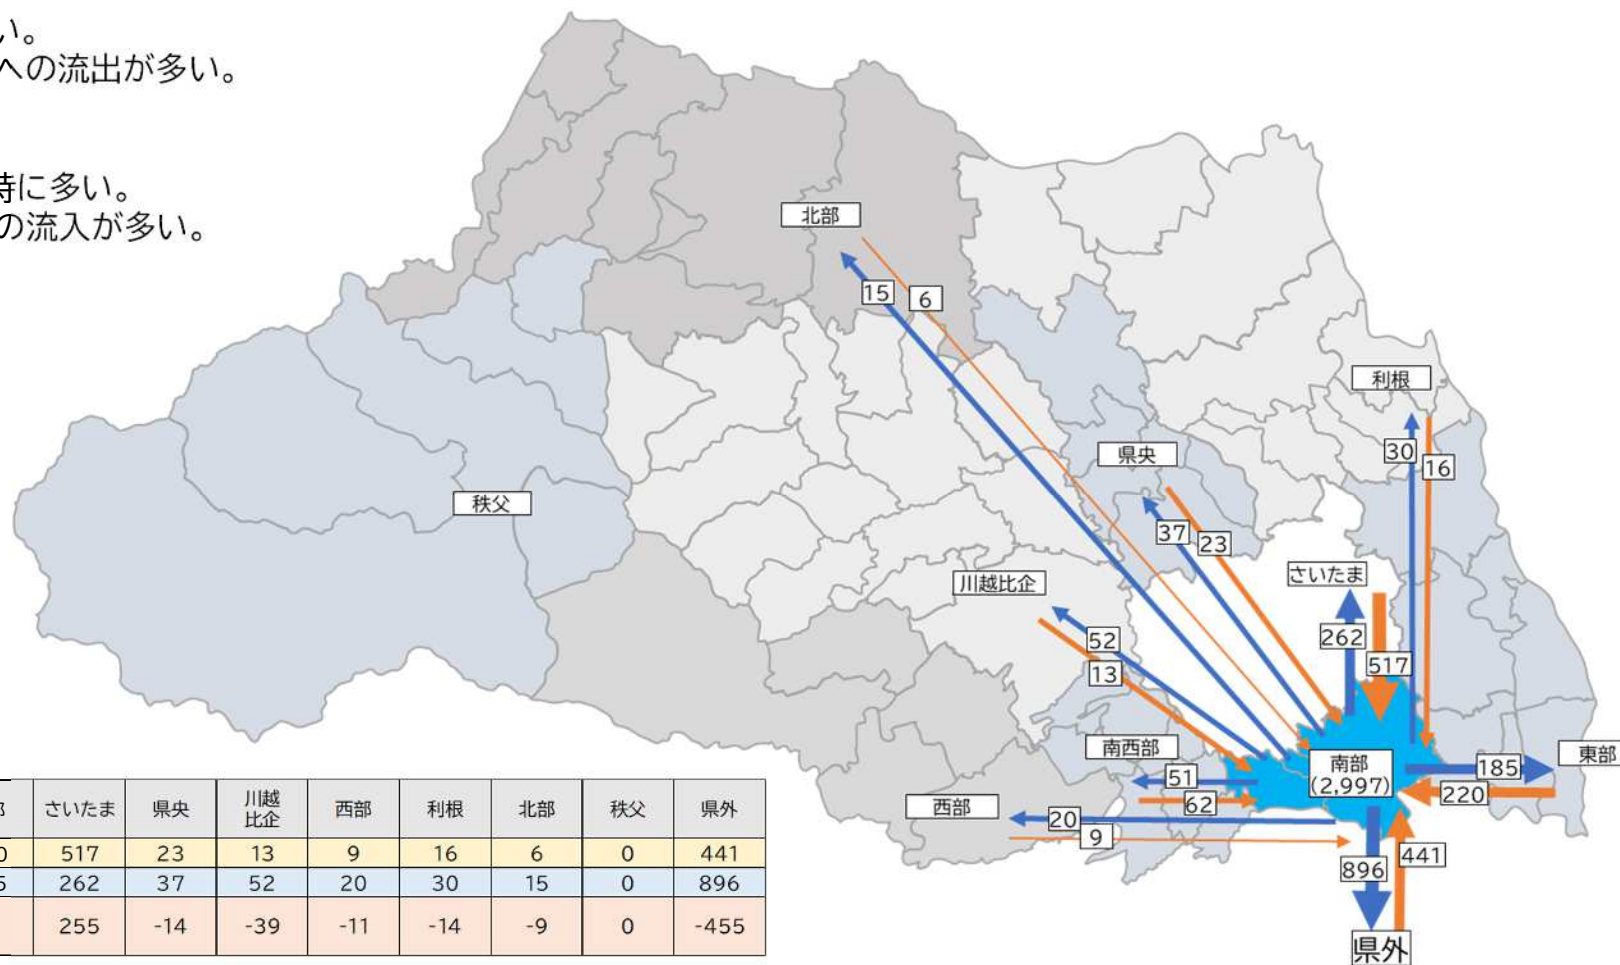 い。
への流出が多い。
特に多い。
の流入が多い。
北部
15
6
利根
30
16
県央
37
23
秩父
さいたま
262
517
川越比企
52
13
南西部
51
62
南部
(2,997)
185
220
東部
西部
20
9
896
441
県外
部 さいたま 県央 川越比企 西部 利根 北部 秩父 県外
0 517 23 13 9 16 6 0 441
5 262 37 52 20 30 15 0 896
255 -14 -39 -11 -14 -9 0 -455